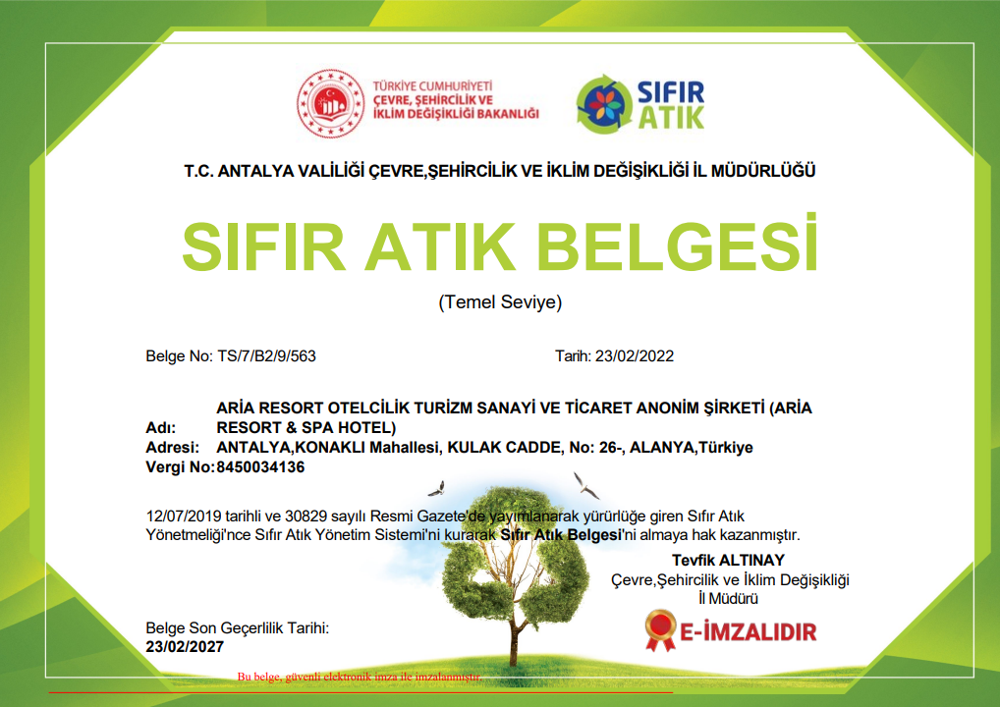 TÜRKİYE CUMHURİYETİ
ÇEVRE, ŞEHİRCİLİK VE
İKLİM DEĞİŞİKLİĞİ BAKANLIĞI
SIFIR
ATIK
T.C. ANTALYA VALİLİĞİ ÇEVRE,ŞEHİRCİLİK VE İKLİM DEĞİŞİKLİĞİ İL MÜDÜRLÜĞÜ
SIFIR ATIK BELGESİ
(Temel Seviye)
Belge No: TS/7/B2/9/563 Tarih: 23/02/2022
ARİA RESORT OTELCİLİK TURİZM SANAYİ VE TİCARET ANONİM ŞİRKETİ (ARİA
Adı: RESORT & SPA HOTEL)
Adresi: ANTALYA,KONAKLI Mahallesi, KULAK CADDE, No: 26-, ALANYA,Türkiye
Vergi No:8450034136
12/07/2019 tarihli ve 30829 sayılı Resmi Gazete'de yayımlanarak yürürlüğe giren Sıfır Atık
Yönetmeliği'nce Sıfır Atık Yönetim Sistemi'ni kurarak Sıfır Atık Belgesi'ni almaya hak kazanmıştır.
Tevfik ALTINAY
Çevre,Şehircilik ve İklim Değişikliği
İl Müdürü
E-İMZALIDIR
Belge Son Geçerlilik Tarihi:
23/02/2027
Bu belge, güvenli elektronik imza ile imzalanmıştır.